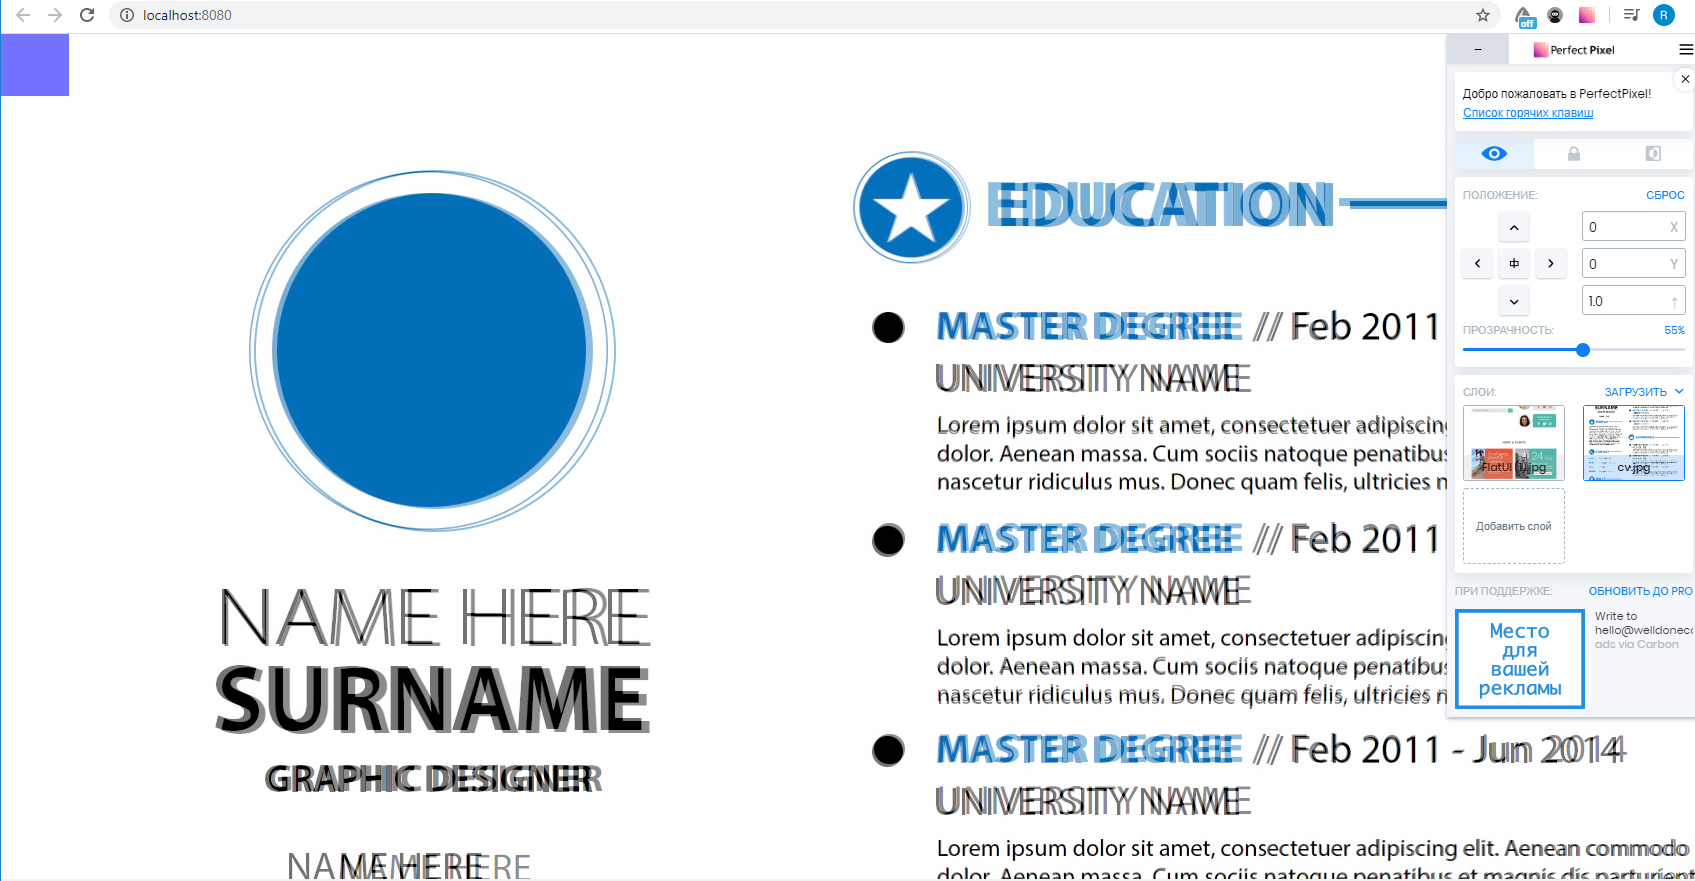 localhost:8080
off
R
Perfect Pixel
Добро пожаловать в PerfectPixel!
Список горячих клавиш
ПОЛОЖЕНИЕ:
СБРОС
0 X
0 Y
1.0
ПРОЗРАЧНОСТЬ:
55%
СЛОИ:
ЗАГРУЗИТЬ
FlatUI (1).jpg
cv.jpg
Добавить слой
ПРИ ПОДДЕРЖКЕ:
ОБНОВИТЬ ДО PRO
Место
для
вашей
рекламы
Write to
hello@welldonec
ads via Carbon
NAME HERE
SURNAME
GRAPHIC DESIGNER
NAME HERE
EDUCATION
MASTER DEGREE // Feb 2011
UNIVERSITY NAME
Lorem ipsum dolor sit amet, consectetuer adipiscing
dolor. Aenean massa. Cum sociis natoque penatibus
nascetur ridiculus mus. Donec quam felis, ultricies n
MASTER DEGREE // Feb 2011
UNIVERSITY NAME
Lorem ipsum dolor sit amet, consectetuer adipiscing
dolor. Aenean massa. Cum sociis natoque penatibus
nascetur ridiculus mus. Donec quam felis, ultricies n
MASTER DEGREE // Feb 2011 - Jun 2014
UNIVERSITY NAME
Lorem ipsum dolor sit amet, consectetuer adipiscing elit. Aenean commodo
dolor. Aenean massa. Cum sociis natoque penatibus et magnis dis parturient